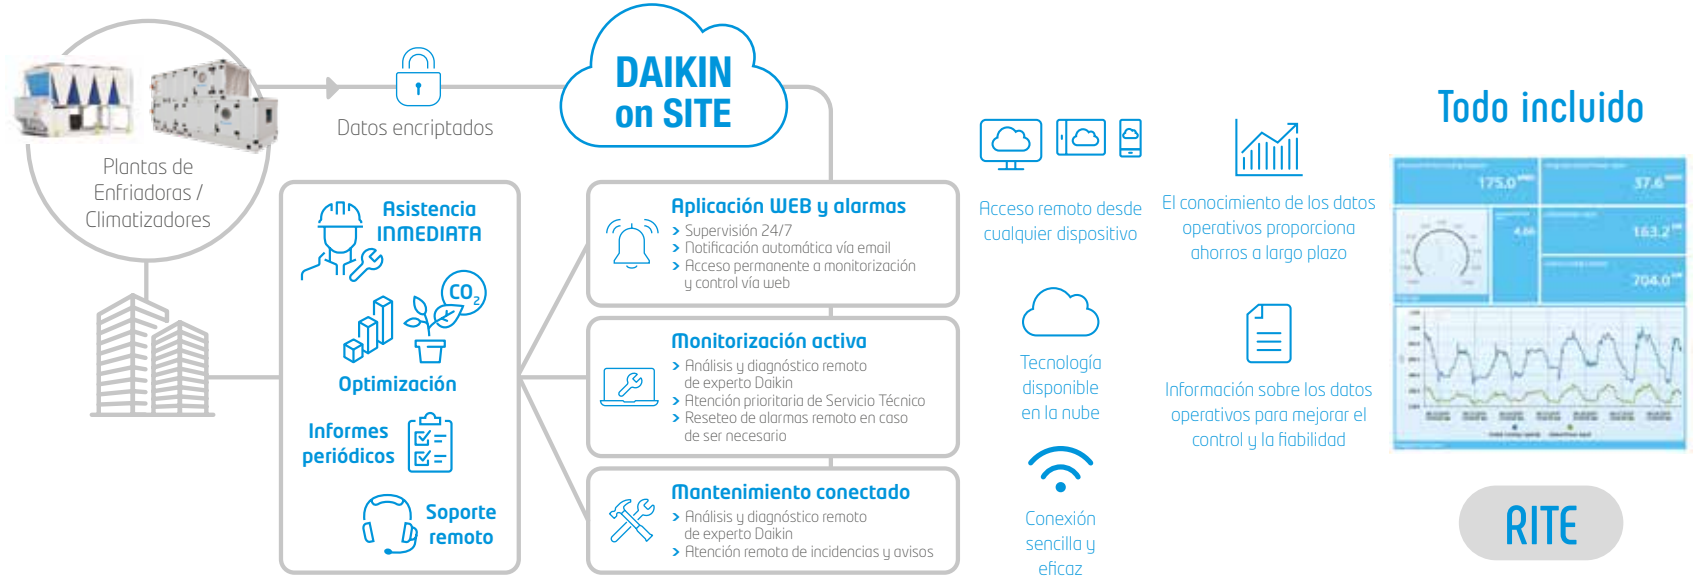 Plantas de
Enfriadoras /
Climatizadores
Datos encriptados
DAIKIN
on SITE
Asistencia
INMEDIATA
CO2
Optimización
Informes
periódicos
Soporte
remoto
Aplicación WEB y alarmas
> Supervisión 24/7
> Notificación automática vía email
> Acceso permanente a monitorización
y control vía web
Monitorización activa
> Análisis y diagnóstico remoto
de experto Daikin
> Atención prioritaria de Servicio Técnico
> Reseteo de alarmas remoto en caso
de ser necesario
Mantenimiento conectado
> Análisis y diagnóstico remoto
de experto Daikin
> Atención remota de incidencias y avisos
Acceso remoto desde
cualquier dispositivo
Tecnología
disponible
en la nube
Conexión
sencilla y
eficaz
El conocimiento de los datos
operativos proporciona
ahorros a largo plazo
Información sobre los datos
operativos para mejorar el
control y la fiabilidad
Todo incluido
175.0
37.6
4.66
163.2
704.0
RITE